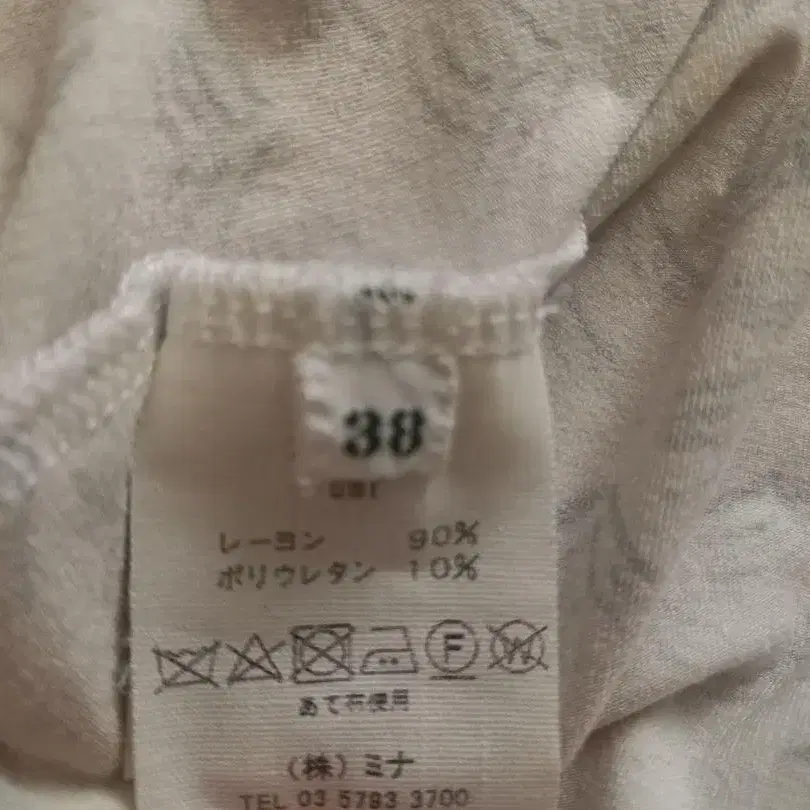 38
レーヨン 90%
ポリウレタン 10%
F W
あて布使用
(株)ミナ
TEL 03 5793 3700